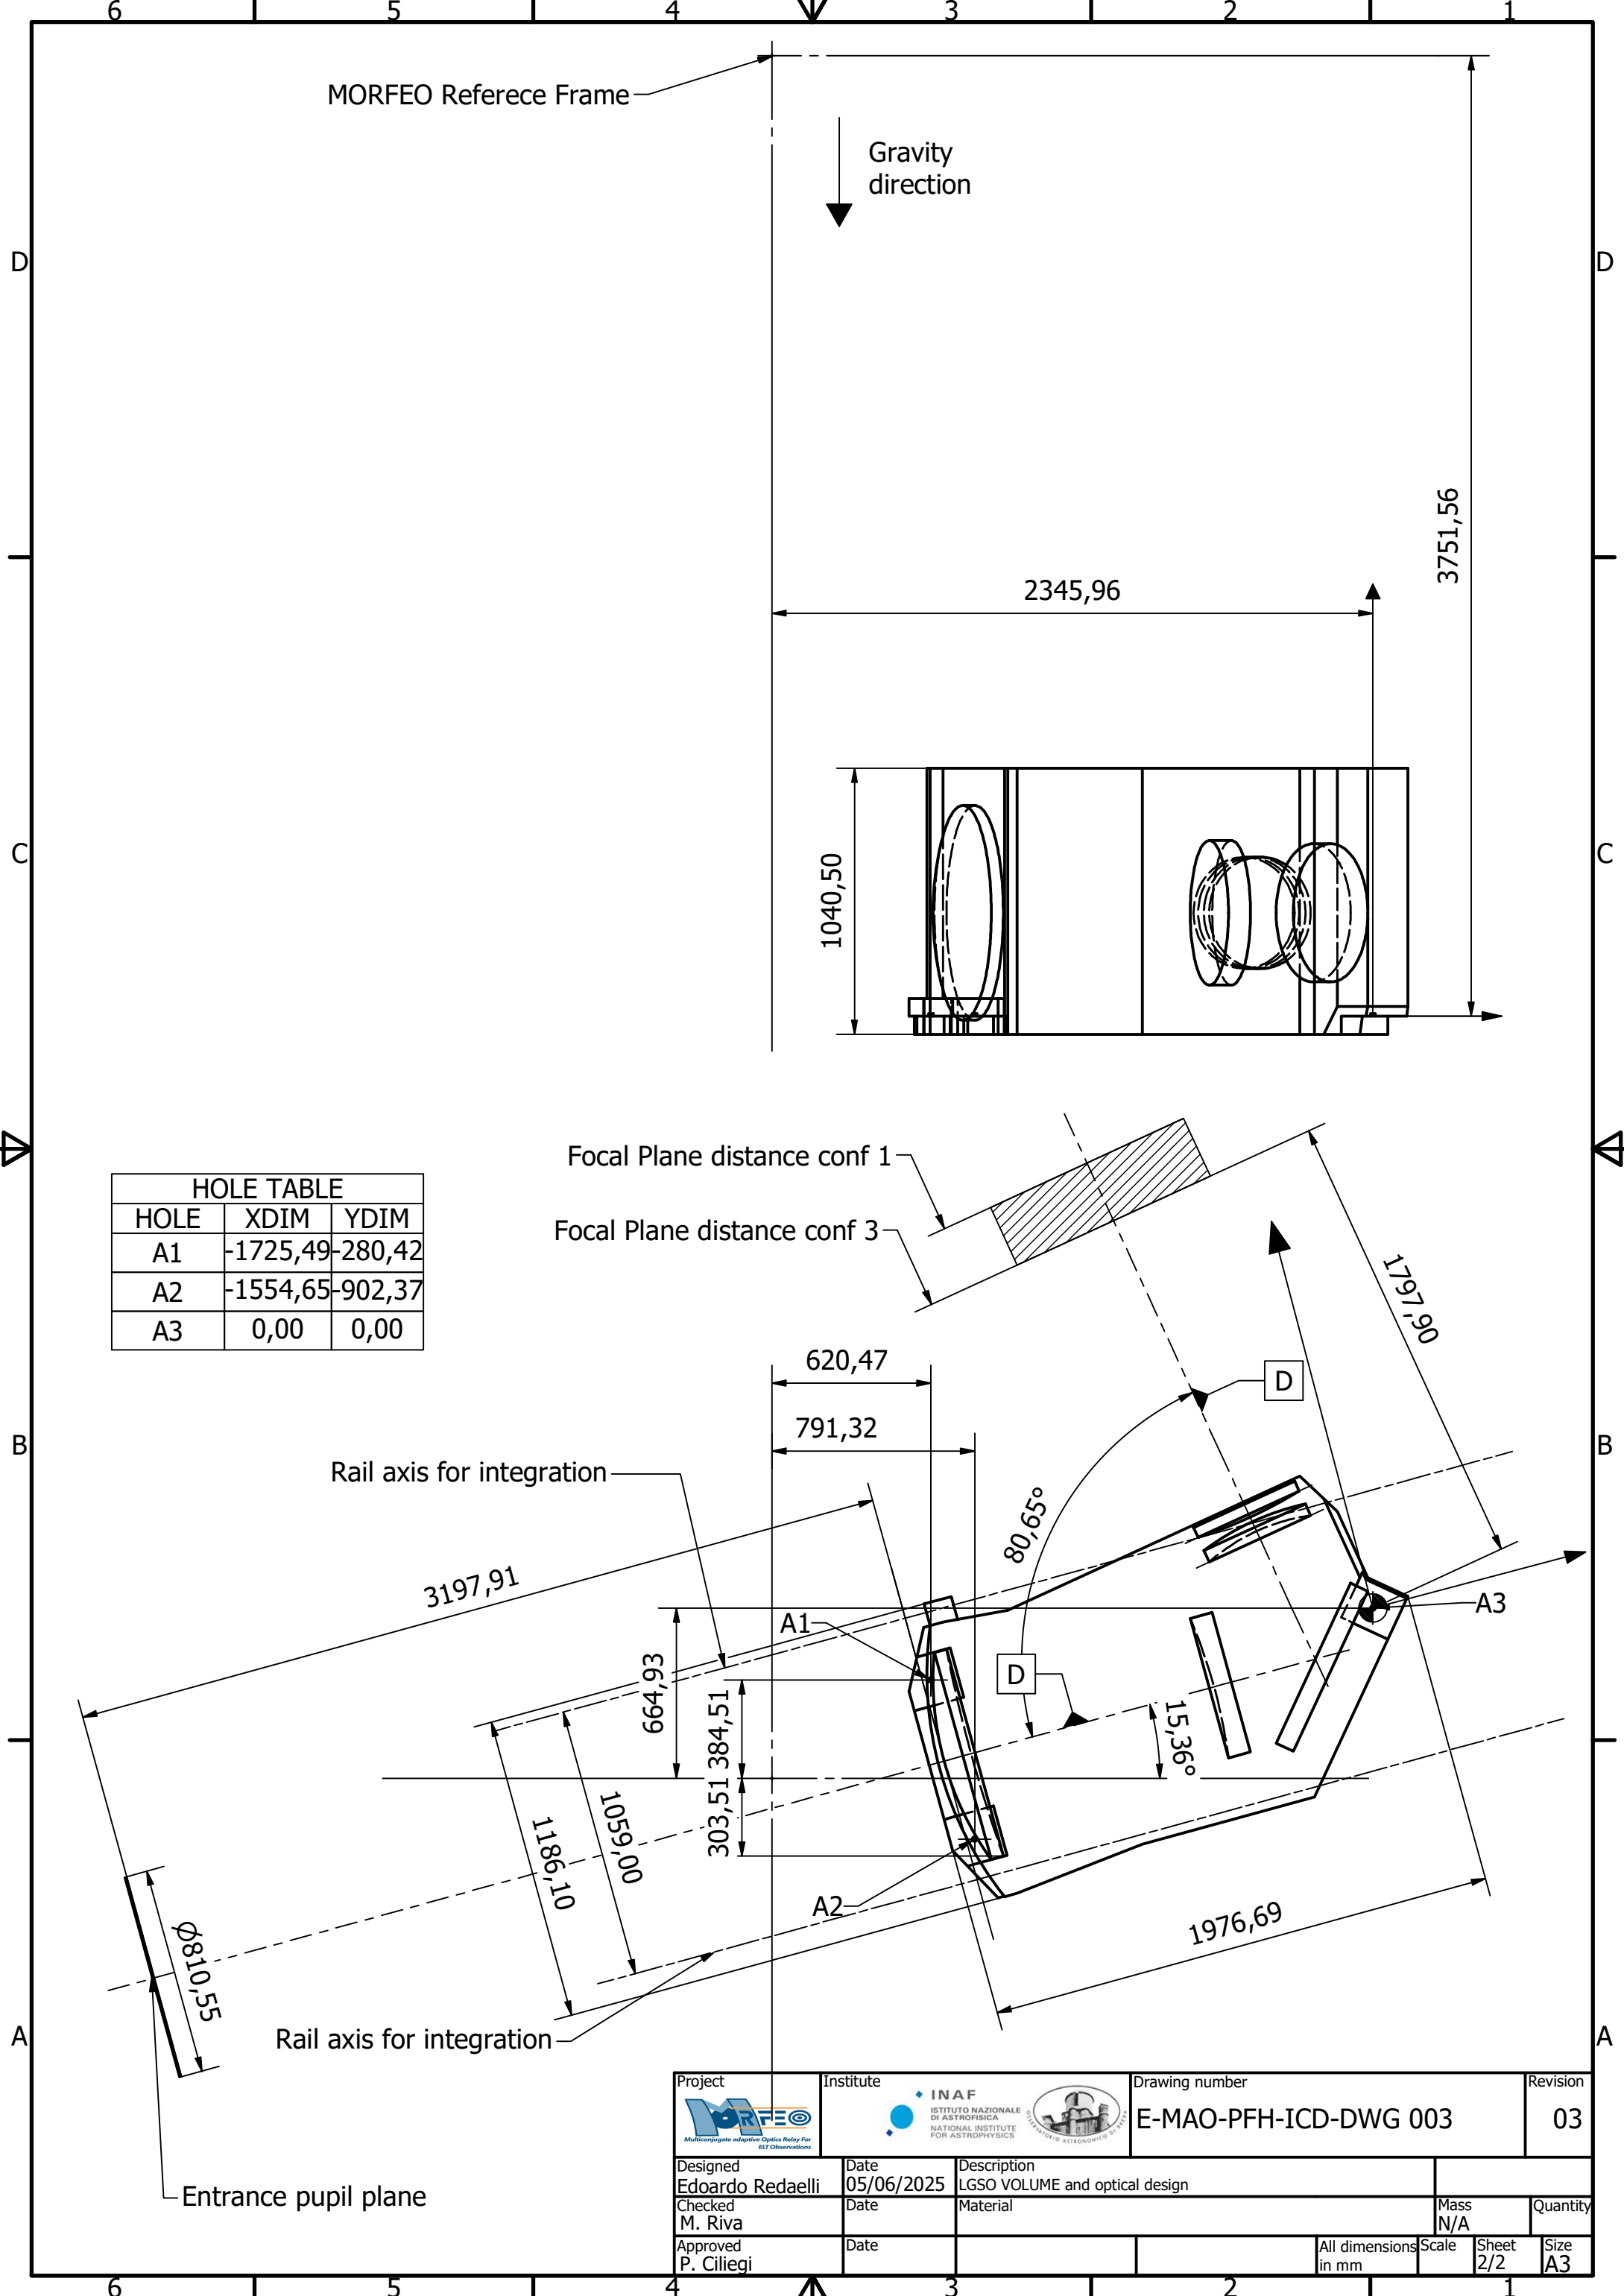 6 5 4 3 2 1
MORFEO Referece Frame
Gravity
direction
D D
3751,56
2345,96
C C
1040,50
Focal Plane distance conf 1
Focal Plane distance conf 3
HOLE TABLE
HOLE XDIM YDIM
A1 -1725,49 -280,42
A2 -1554,65 -902,37
A3 0,00 0,00
1797,90
620,47
D
791,32
B B
Rail axis for integration
80,65°
3197,91
A1
A3
664,93
D
384,51
15,36°
303,51
1059,00
1186,10
A2
1976,69
Ø810,55
Rail axis for integration
A A
Entrance pupil plane
Project
MORFEO
Multiconjugate adaptive Optics Relay For
ELT Observations
Institute
INAF
ISTITUTO NAZIONALE
DI ASTROFISICA
NATIONAL INSTITUTE
FOR ASTROPHYSICS
Drawing number
E-MAO-PFH-ICD-DWG 003
Revision
03
Designed
Edoardo Redaelli
Date
05/06/2025
Description
LGSO VOLUME and optical design
Checked
M. Riva
Date
Material
Mass
N/A
Quantity
Approved
P. Ciliegi
Date
All dimensions
in mm
Scale
Sheet
2/2
Size
A3
6 5 4 3 2 1